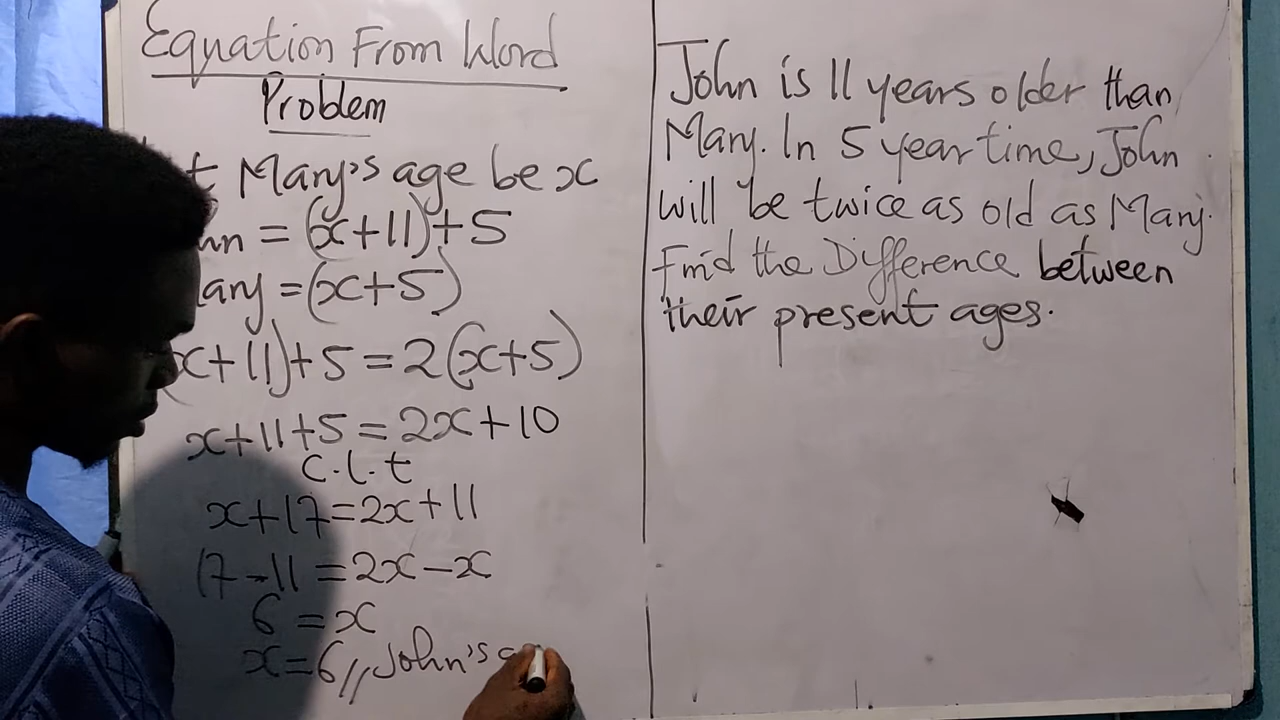 Equation From Word
Problem
t Mary's age be x
hn = (x+11)+5
ary = (x+5)
x+11)+5 = 2(x+5)
x+11+5 = 2x+10
c.l.t
x+17=2x+11
17-11 = 2x-x
6 = x
x=6// John's a
John is 11 years older than
Mary. In 5 year time, John
will be twice as old as Mary.
Find the Difference between
their present ages.